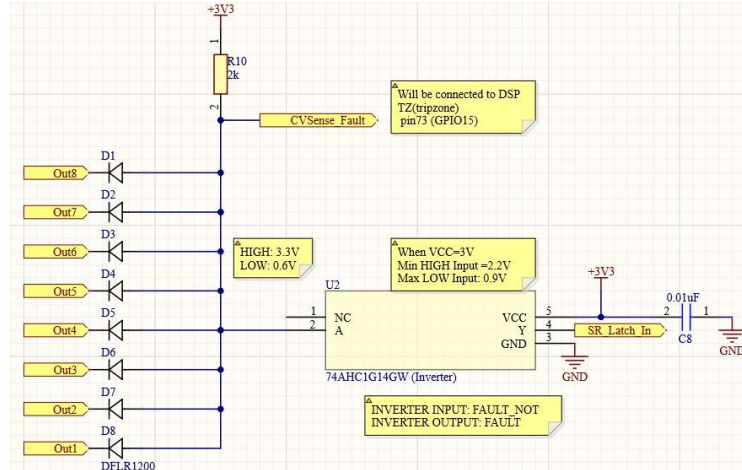 +3V3
1
R10
2k
2
CVSense_Fault
Will be connected to DSP
TZ(tripzone)
pin73 (GPIO15)
D1
Out8
D2
Out7
D3
Out6
D4
Out5
D5
Out4
D6
Out3
D7
Out2
D8
Out1
DFLR1200
HIGH: 3.3V
LOW: 0.6V
When VCC=3V
Min HIGH Input =2.2V
Max LOW Input: 0.9V
U2
1 NC
2 A
VCC 5
Y 4
GND 3
74AHC1G14GW (Inverter)
+3V3
SR_Latch_In
GND
0.01uF
2 1
C8
GND
INVERTER INPUT: FAULT_NOT
INVERTER OUTPUT: FAULT